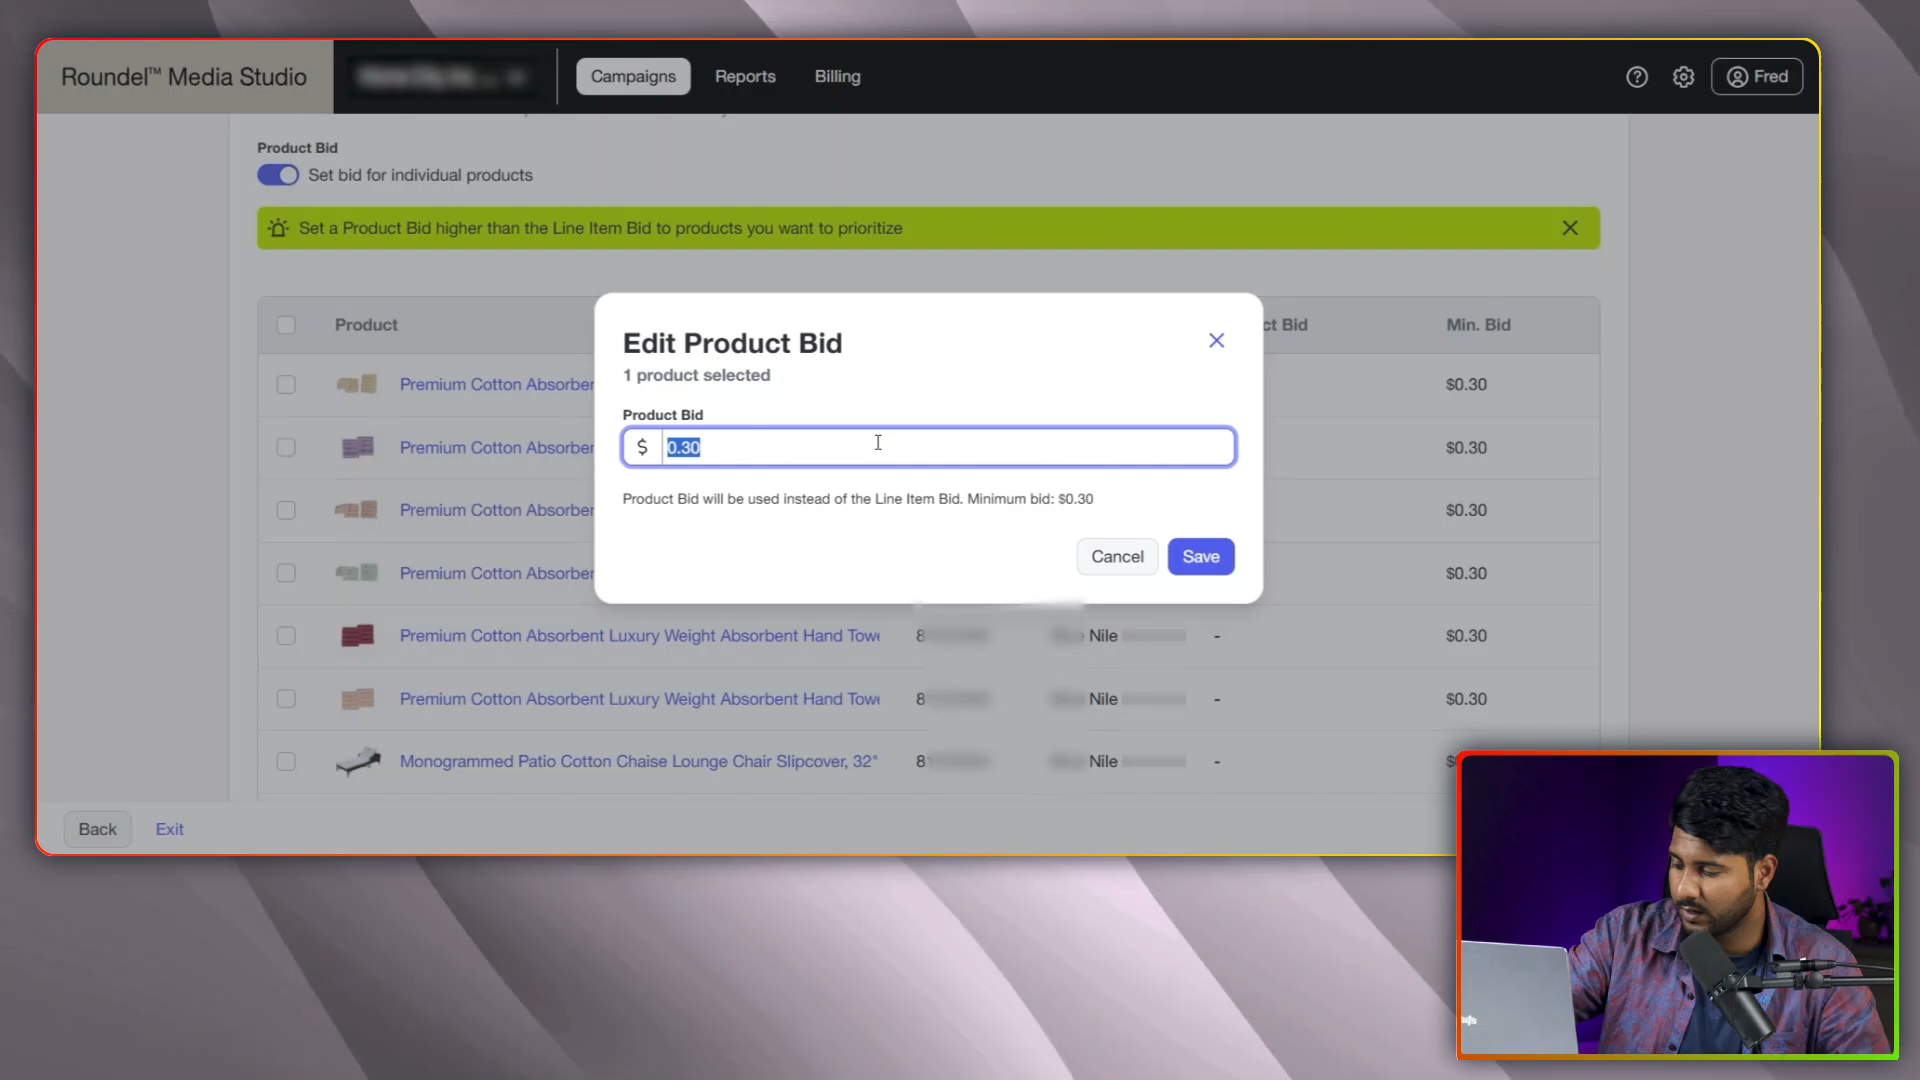 Roundel™ Media Studio
Campaigns
Reports
Billing
Fred
Product Bid
Set bid for individual products
Set a Product Bid higher than the Line Item Bid to products you want to prioritize
Product
ct Bid
Min. Bid
Edit Product Bid
1 product selected
Product Bid
$ 0.30
Product Bid will be used instead of the Line Item Bid. Minimum bid: $0.30
Cancel
Save
Premium Cotton Absorber
$0.30
Premium Cotton Absorber
$0.30
Premium Cotton Absorber
$0.30
Premium Cotton Absorber
$0.30
Premium Cotton Absorbent Luxury Weight Absorbent Hand Towe
8
Nile
-
$0.30
Premium Cotton Absorbent Luxury Weight Absorbent Hand Towe
8
Nile
-
$0.30
Monogrammed Patio Cotton Chaise Lounge Chair Slipcover, 32"
8
Nile
-
Back
Exit